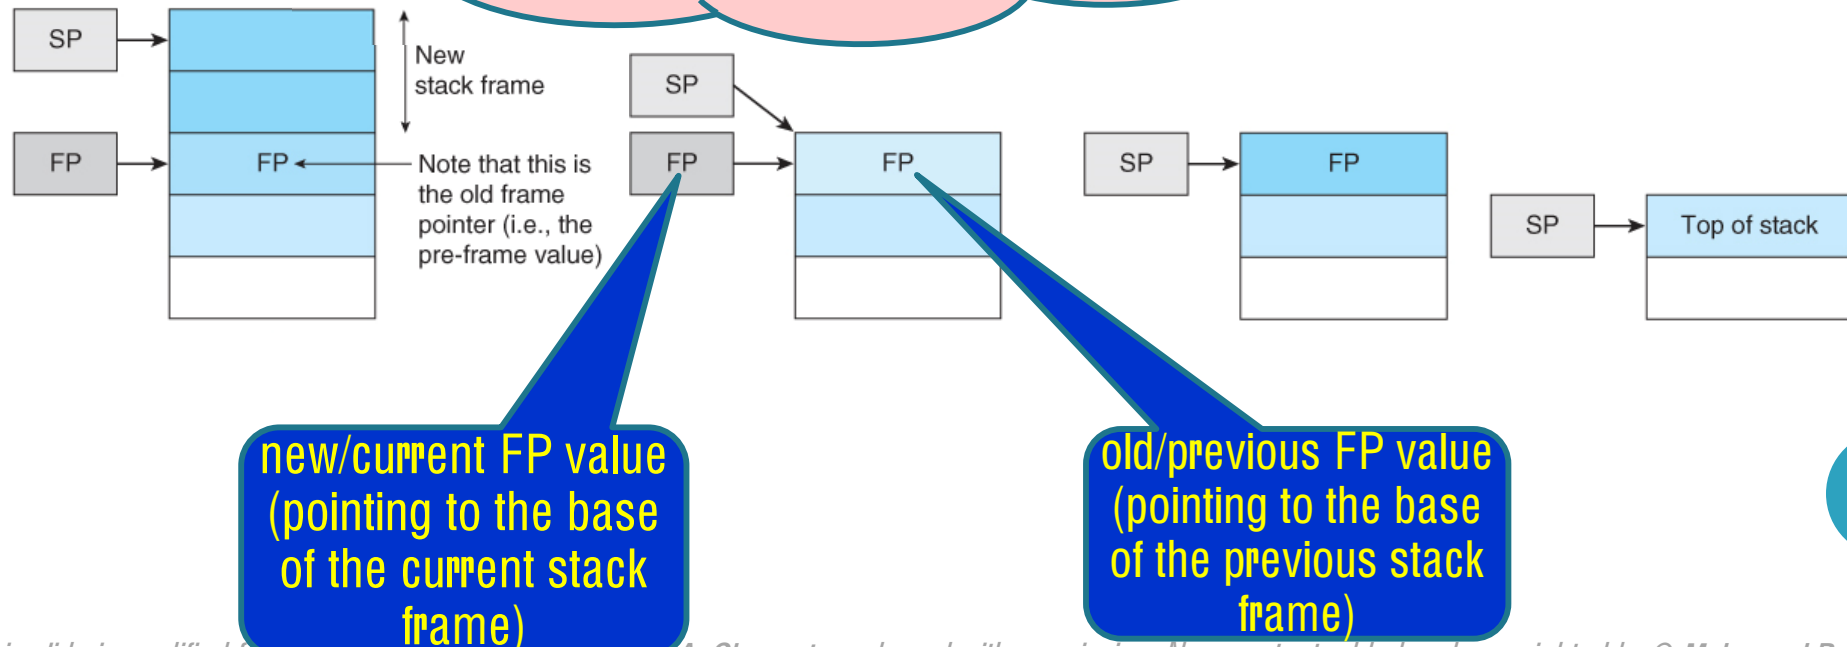 SP
New
stack frame
FP
FP
Note that this is
the old frame
pointer (i.e., the
pre-frame value)
SP
FP
FP
SP
FP
SP
Top of stack
new/current FP value
(pointing to the base
of the current stack
frame)
old/previous FP value
(pointing to the base
of the previous stack
frame)